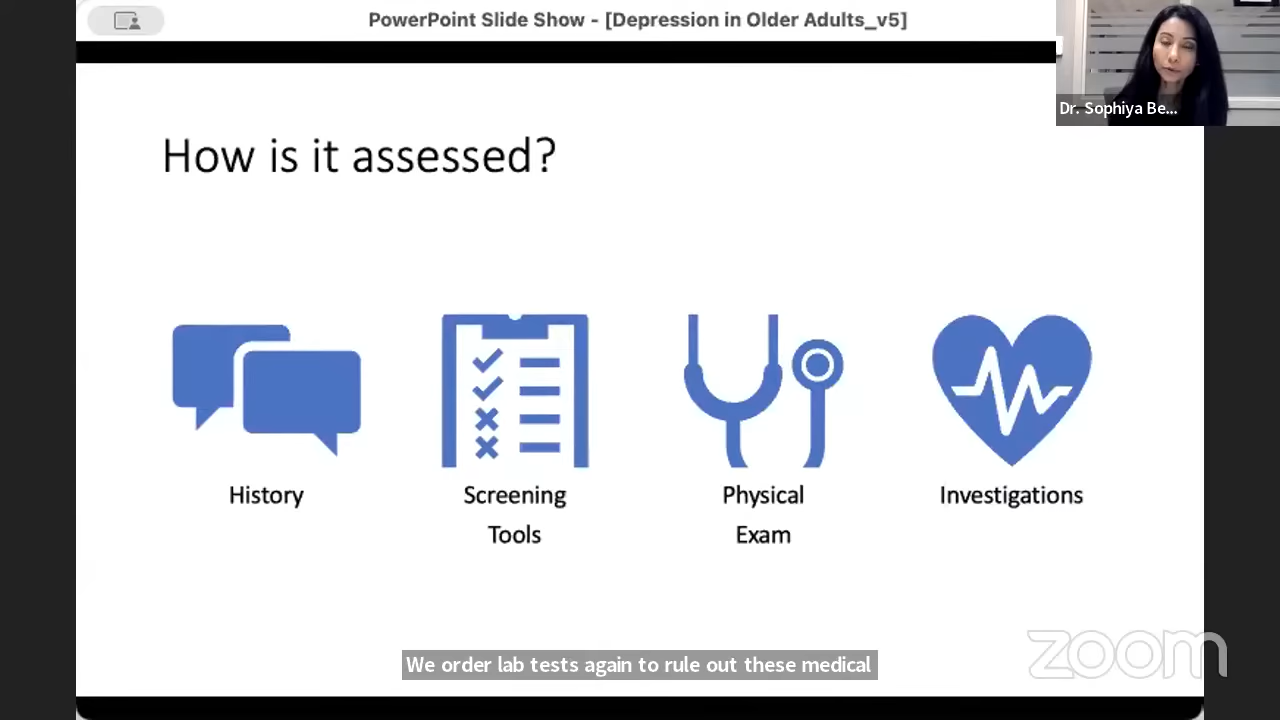 PowerPoint Slide Show - [Depression in Older Adults_v5]
Dr. Sophiya Be...
How is it assessed?
History
Screening
Tools
Physical
Exam
Investigations
We order lab tests again to rule out these medical
zoom